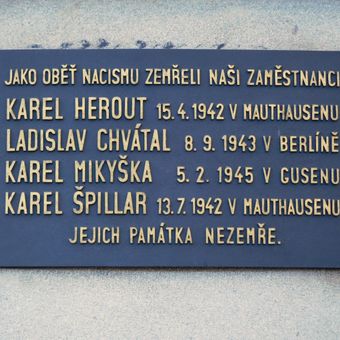 JAKO OBĚŤ NACISMU ZEMŘELI NAŠI ZAMĚSTNANCI
KAREL HEROUT 15.4.1942 V MAUTHAUSENU
LADISLAV CHVÁTAL 8.9.1943 V BERLÍNĚ
KAREL MIKYŠKA 5.2.1945 V GUSENU
KAREL ŠPILLAR 13.7.1942 V MAUTHAUSENU
JEJICH PAMÁTKA NEZEMŘE.